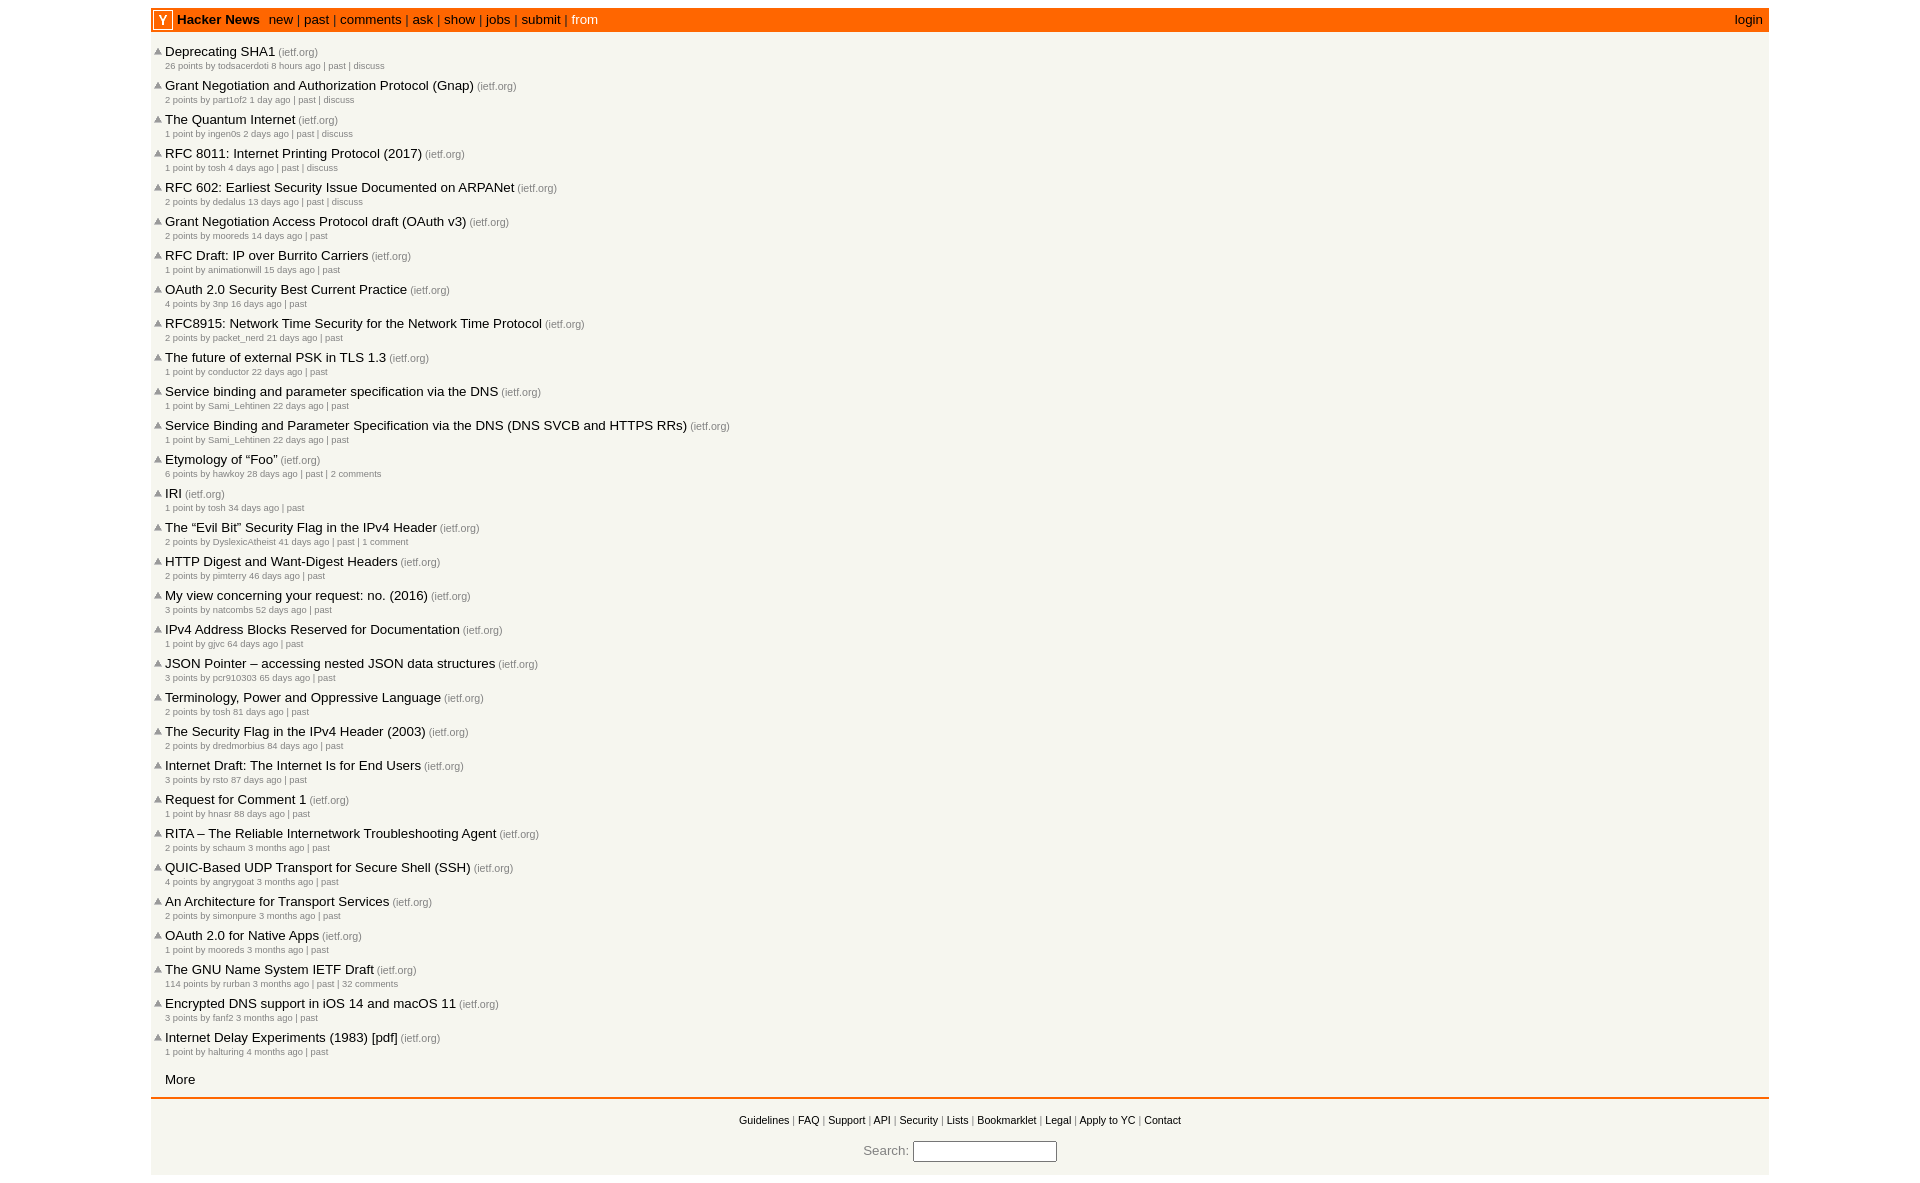 Y Hacker News new | past | comments | ask | show | jobs | submit | from login
Deprecating SHA1 (ietf.org)
26 points by todsacerdoti 8 hours ago | past | discuss
Grant Negotiation and Authorization Protocol (Gnap) (ietf.org)
2 points by part1of2 1 day ago | past | discuss
The Quantum Internet (ietf.org)
1 point by ingen0s 2 days ago | past | discuss
RFC 8011: Internet Printing Protocol (2017) (ietf.org)
1 point by tosh 4 days ago | past | discuss
RFC 602: Earliest Security Issue Documented on ARPANet (ietf.org)
2 points by dedalus 13 days ago | past | discuss
Grant Negotiation Access Protocol draft (OAuth v3) (ietf.org)
2 points by mooreds 14 days ago | past
RFC Draft: IP over Burrito Carriers (ietf.org)
1 point by animationwill 15 days ago | past
OAuth 2.0 Security Best Current Practice (ietf.org)
4 points by 3np 16 days ago | past
RFC8915: Network Time Security for the Network Time Protocol (ietf.org)
2 points by packet_nerd 21 days ago | past
The future of external PSK in TLS 1.3 (ietf.org)
1 point by conductor 22 days ago | past
Service binding and parameter specification via the DNS (ietf.org)
1 point by Sami_Lehtinen 22 days ago | past
Service Binding and Parameter Specification via the DNS (DNS SVCB and HTTPS RRs) (ietf.org)
1 point by Sami_Lehtinen 22 days ago | past
Etymology of “Foo” (ietf.org)
6 points by hawkoy 28 days ago | past | 2 comments
IRI (ietf.org)
1 point by tosh 34 days ago | past
The “Evil Bit” Security Flag in the IPv4 Header (ietf.org)
2 points by DyslexicAtheist 41 days ago | past | 1 comment
HTTP Digest and Want-Digest Headers (ietf.org)
2 points by pimterry 46 days ago | past
My view concerning your request: no. (2016) (ietf.org)
3 points by natcombs 52 days ago | past
IPv4 Address Blocks Reserved for Documentation (ietf.org)
1 point by gjvc 64 days ago | past
JSON Pointer – accessing nested JSON data structures (ietf.org)
3 points by pcr910303 65 days ago | past
Terminology, Power and Oppressive Language (ietf.org)
2 points by tosh 81 days ago | past
The Security Flag in the IPv4 Header (2003) (ietf.org)
2 points by dredmorbius 84 days ago | past
Internet Draft: The Internet Is for End Users (ietf.org)
3 points by rsto 87 days ago | past
Request for Comment 1 (ietf.org)
1 point by hnasr 88 days ago | past
RITA – The Reliable Internetwork Troubleshooting Agent (ietf.org)
2 points by schaum 3 months ago | past
QUIC-Based UDP Transport for Secure Shell (SSH) (ietf.org)
4 points by angrygoat 3 months ago | past
An Architecture for Transport Services (ietf.org)
2 points by simonpure 3 months ago | past
OAuth 2.0 for Native Apps (ietf.org)
1 point by mooreds 3 months ago | past
The GNU Name System IETF Draft (ietf.org)
114 points by rurban 3 months ago | past | 32 comments
Encrypted DNS support in iOS 14 and macOS 11 (ietf.org)
3 points by fanf2 3 months ago | past
Internet Delay Experiments (1983) [pdf] (ietf.org)
1 point by halturing 4 months ago | past
More
Guidelines | FAQ | Support | API | Security | Lists | Bookmarklet | Legal | Apply to YC | Contact
Search: